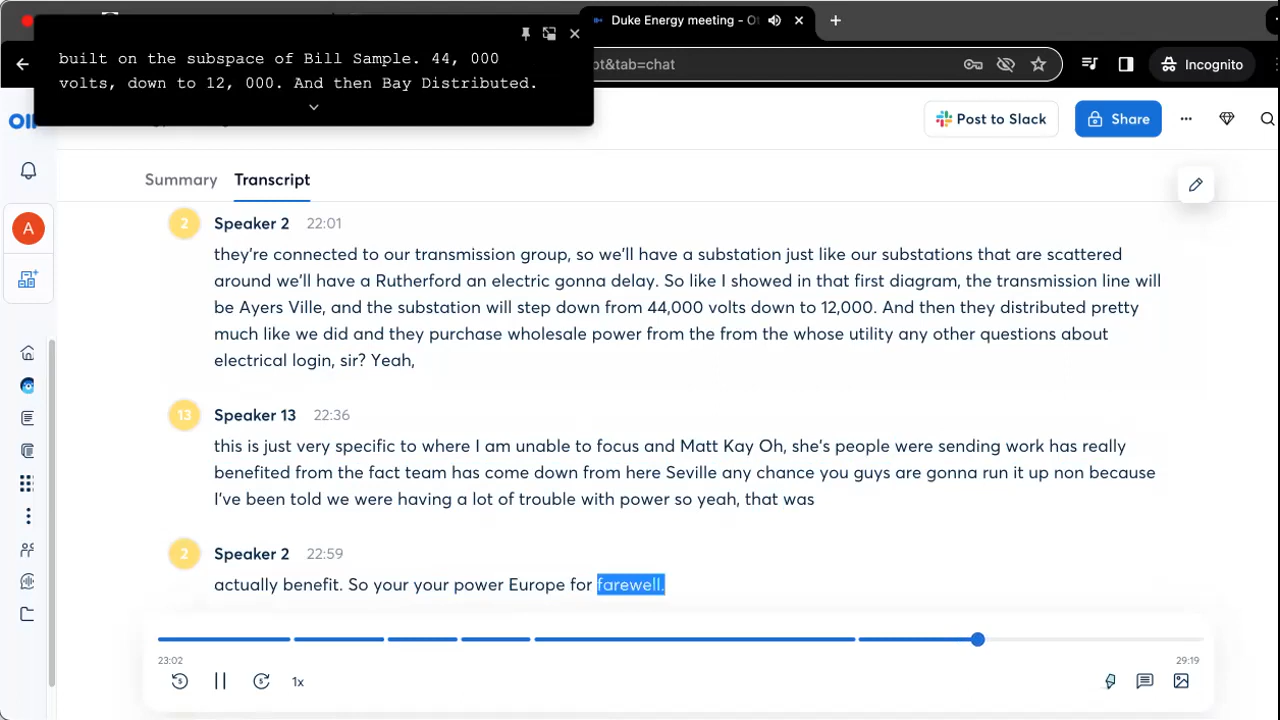 Duke Energy meeting - O
built on the subspace of Bill Sample. 44, 000
volts, down to 12, 000. And then Bay Distributed.
ot&tab=chat
Incognito
Post to Slack
Share
Summary
Transcript
A
2
Speaker 2 22:01
they're connected to our transmission group, so we'll have a substation just like our substations that are scattered
around we'll have a Rutherford an electric gonna delay. So like I showed in that first diagram, the transmission line will
be Ayers Ville, and the substation will step down from 44,000 volts down to 12,000. And then they distributed pretty
much like we did and they purchase wholesale power from the from the whose utility any other questions about
electrical login, sir? Yeah,
13
Speaker 13 22:36
this is just very specific to where I am unable to focus and Matt Kay Oh, she's people were sending work has really
benefited from the fact team has come down from here Seville any chance you guys are gonna run it up non because
I've been told we were having a lot of trouble with power so yeah, that was
2
Speaker 2 22:59
actually benefit. So your your power Europe for farewell.
23:02
29:19
5
5
1x